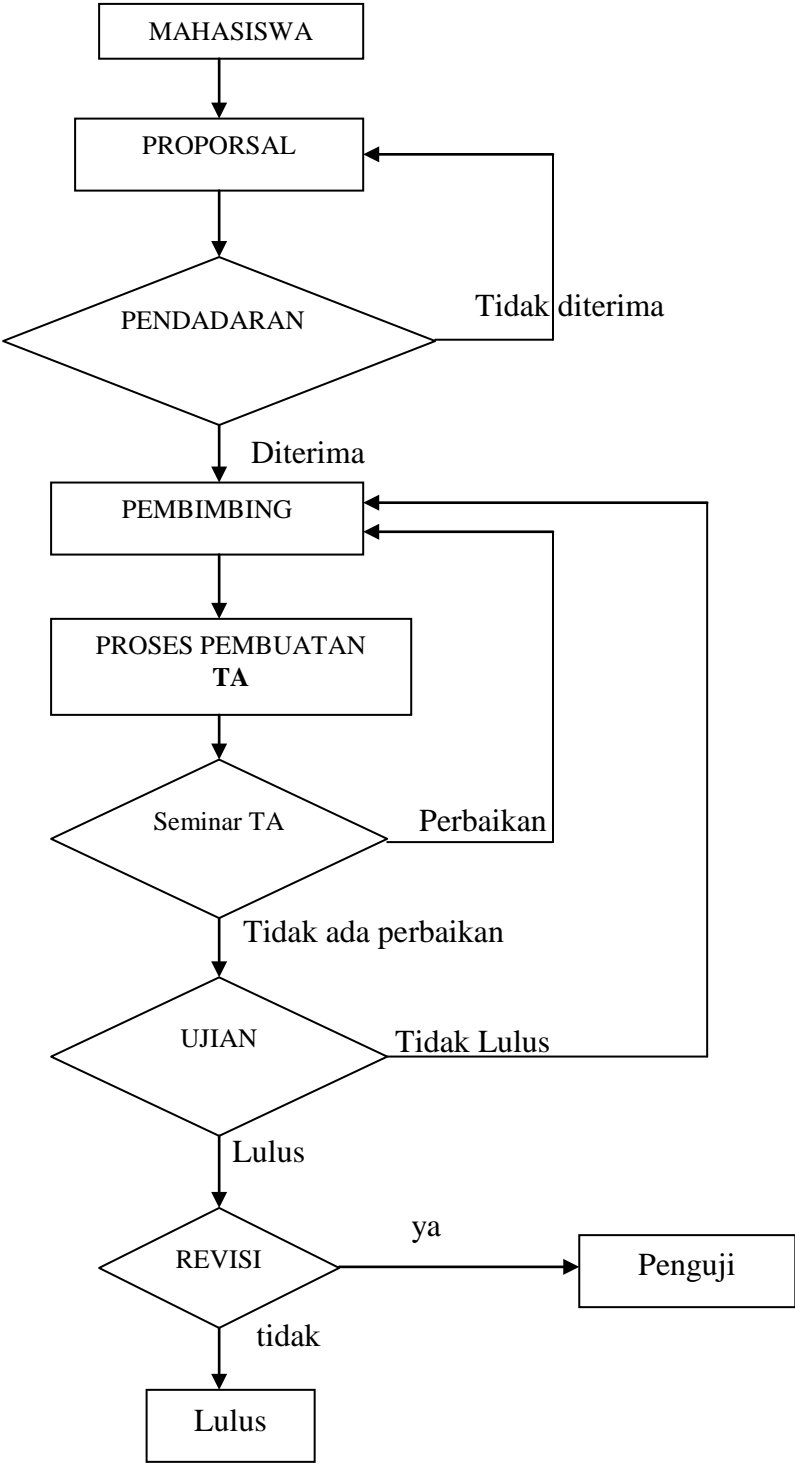 MAHASISWA
PROPORSAL
PENDADARAN
Tidak diterima
Diterima
PEMBIMBING
PROSES PEMBUATAN
TA
Seminar TA
Perbaikan
Tidak ada perbaikan
UJIAN
Tidak Lulus
Lulus
REVISI
ya
Penguji
tidak
Lulus